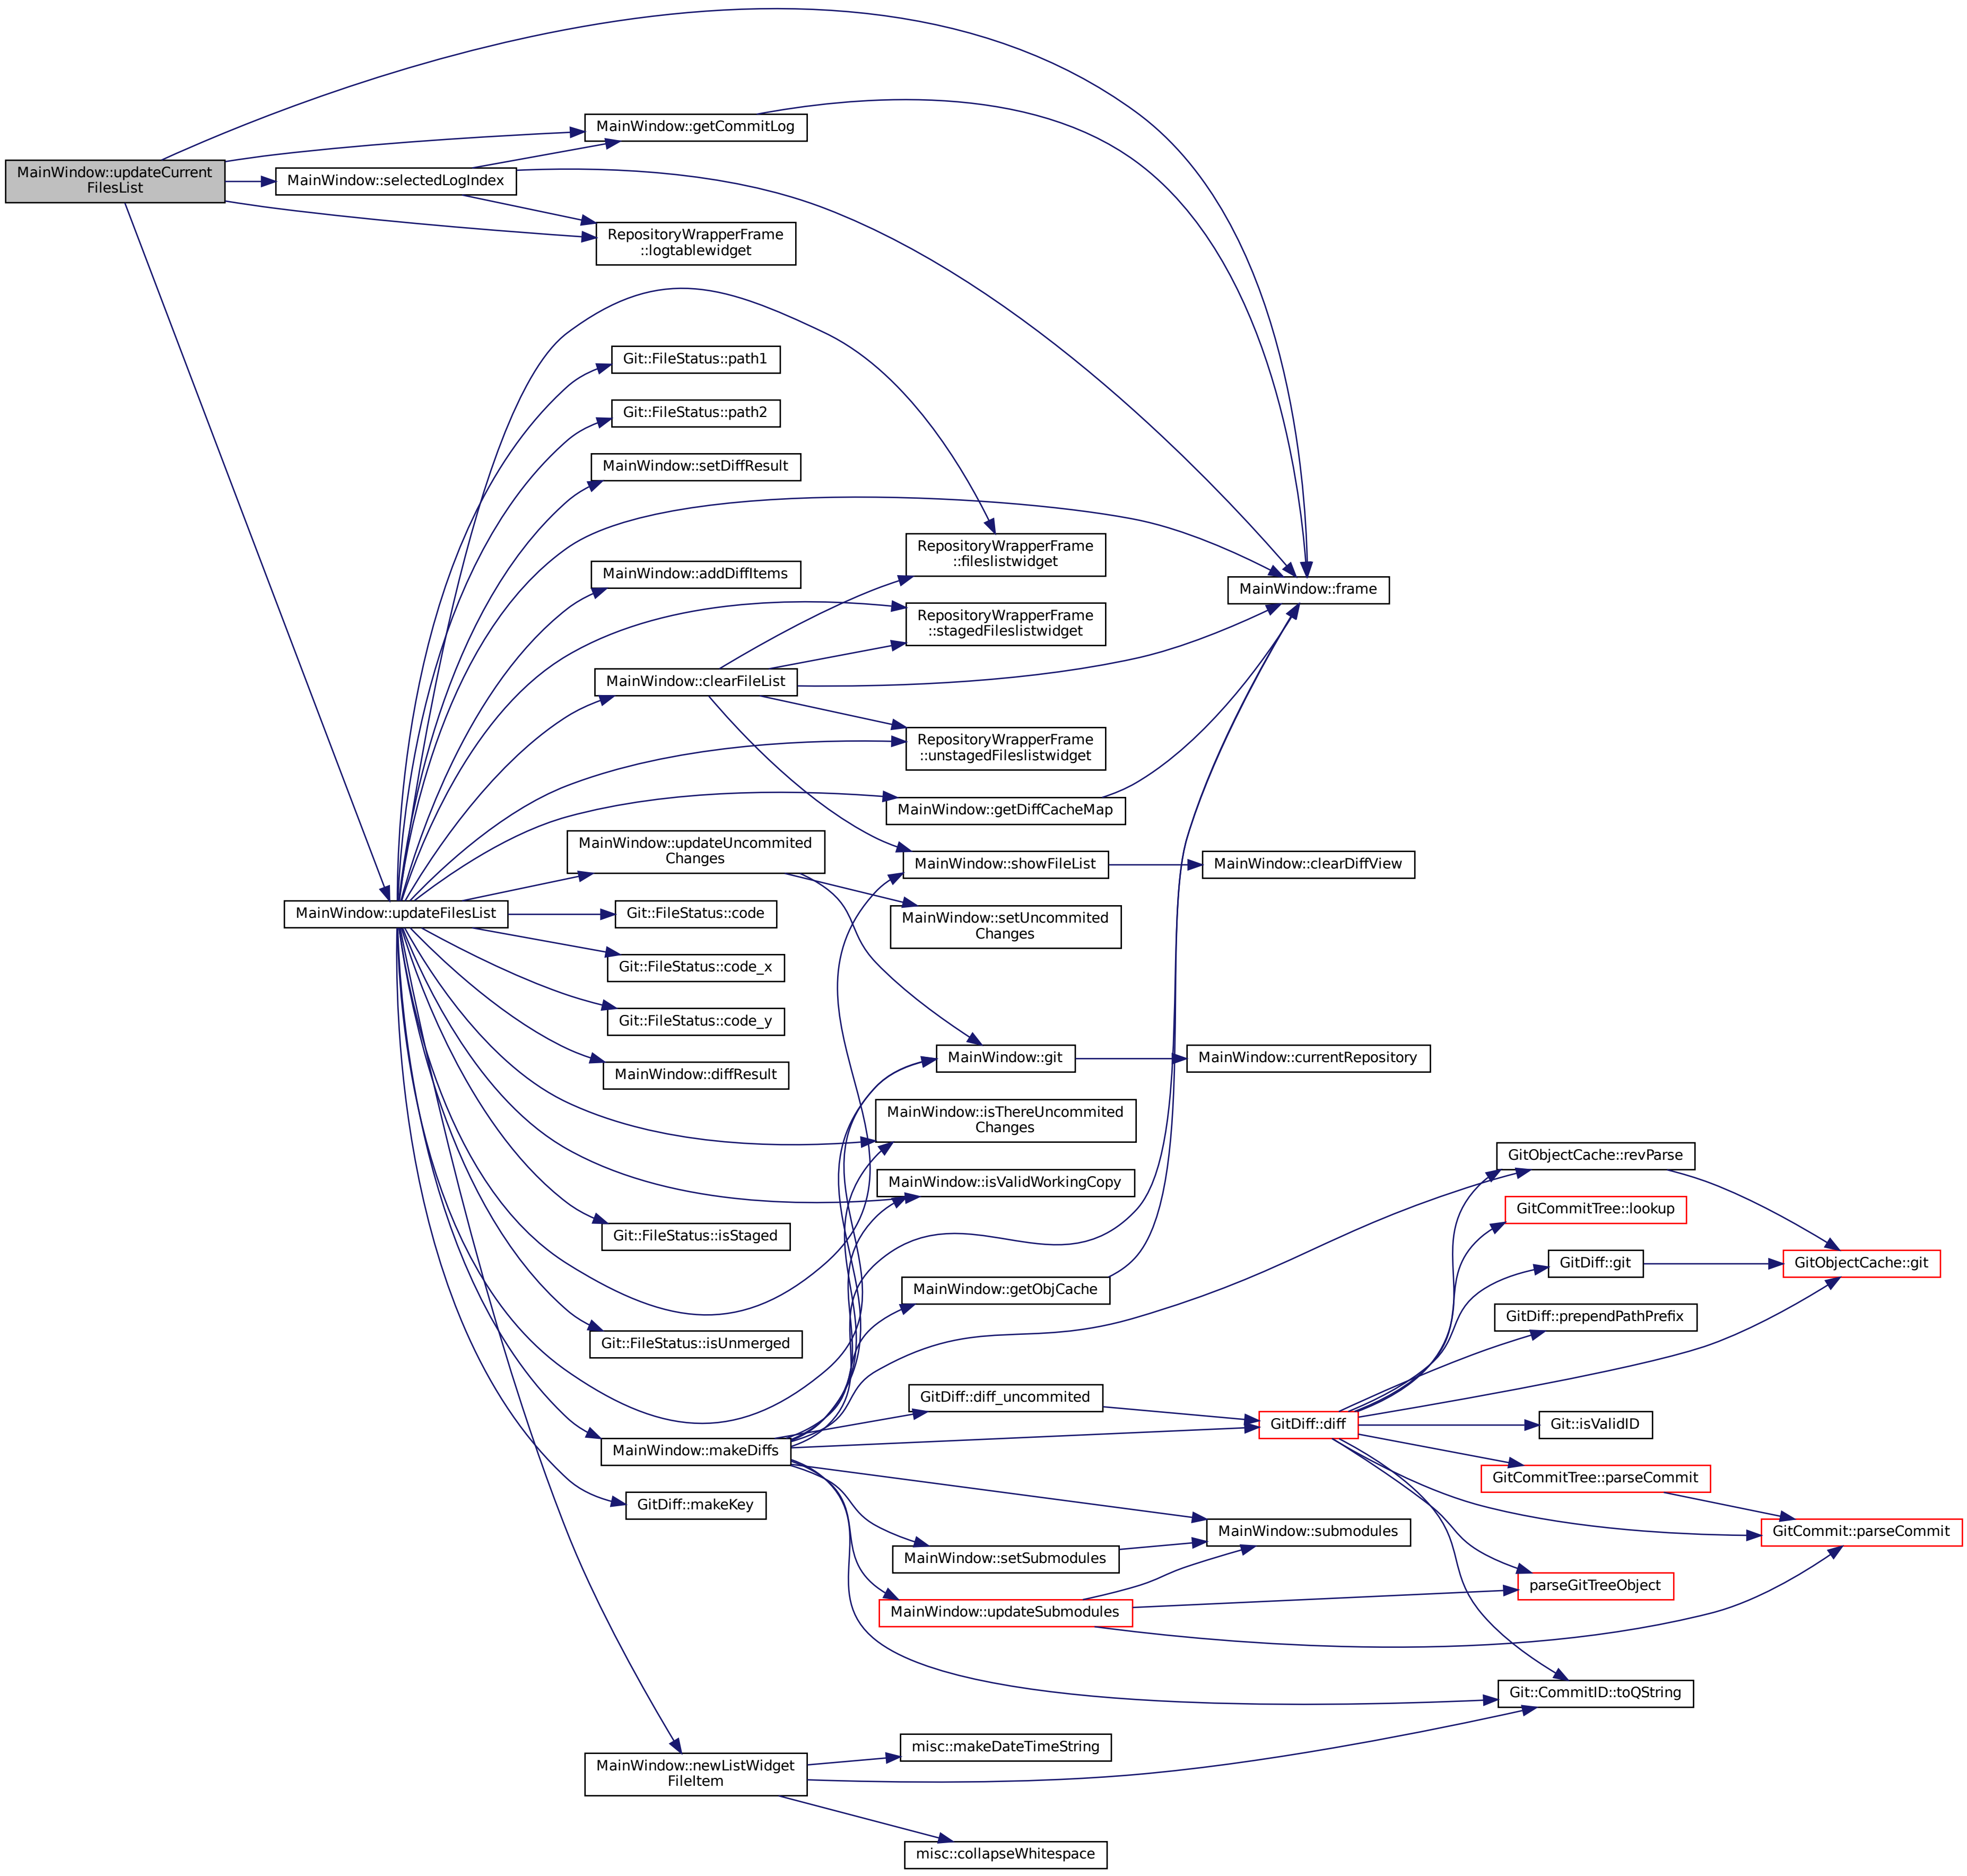 MainWindow::updateCurrent
FilesList
MainWindow::getCommitLog
MainWindow::selectedLogIndex
RepositoryWrapperFrame
::logtablewidget
Git::FileStatus::path1
Git::FileStatus::path2
MainWindow::setDiffResult
RepositoryWrapperFrame
::fileslistwidget
MainWindow::addDiffItems
MainWindow::frame
RepositoryWrapperFrame
::stagedFileslistwidget
MainWindow::clearFileList
RepositoryWrapperFrame
::unstagedFileslistwidget
MainWindow::getDiffCacheMap
MainWindow::updateUncommited
Changes
MainWindow::showFileList
MainWindow::clearDiffView
MainWindow::updateFilesList
Git::FileStatus::code
MainWindow::setUncommited
Changes
Git::FileStatus::code_x
Git::FileStatus::code_y
MainWindow::git
MainWindow::currentRepository
MainWindow::diffResult
MainWindow::isThereUncommited
Changes
GitObjectCache::revParse
MainWindow::isValidWorkingCopy
GitCommitTree::lookup
Git::FileStatus::isStaged
GitDiff::git
GitObjectCache::git
MainWindow::getObjCache
GitDiff::prependPathPrefix
Git::FileStatus::isUnmerged
GitDiff::diff_uncommited
GitDiff::diff
Git::isValidID
MainWindow::makeDiffs
GitCommitTree::parseCommit
GitDiff::makeKey
MainWindow::submodules
GitCommit::parseCommit
MainWindow::setSubmodules
parseGitTreeObject
MainWindow::updateSubmodules
Git::CommitID::toQString
misc::makeDateTimeString
MainWindow::newListWidget
FileItem
misc::collapseWhitespace